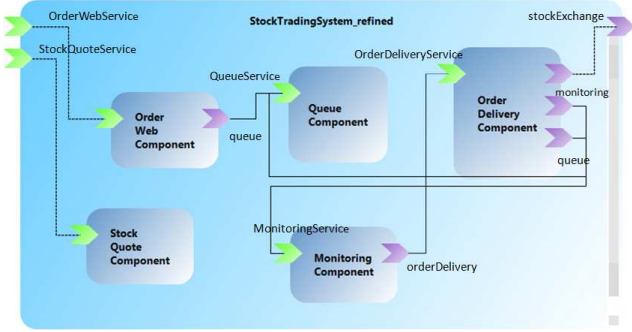 OrderWebService
StockTradingSystem_refined
stockExchange
StockQuoteService
OrderDeliveryService
QueueService
monitoring
Order
Web
Component
queue
Queue
Component
Order
Delivery
Component
queue
MonitoringService
Stock
Quote
Component
Monitoring
Component
orderDelivery